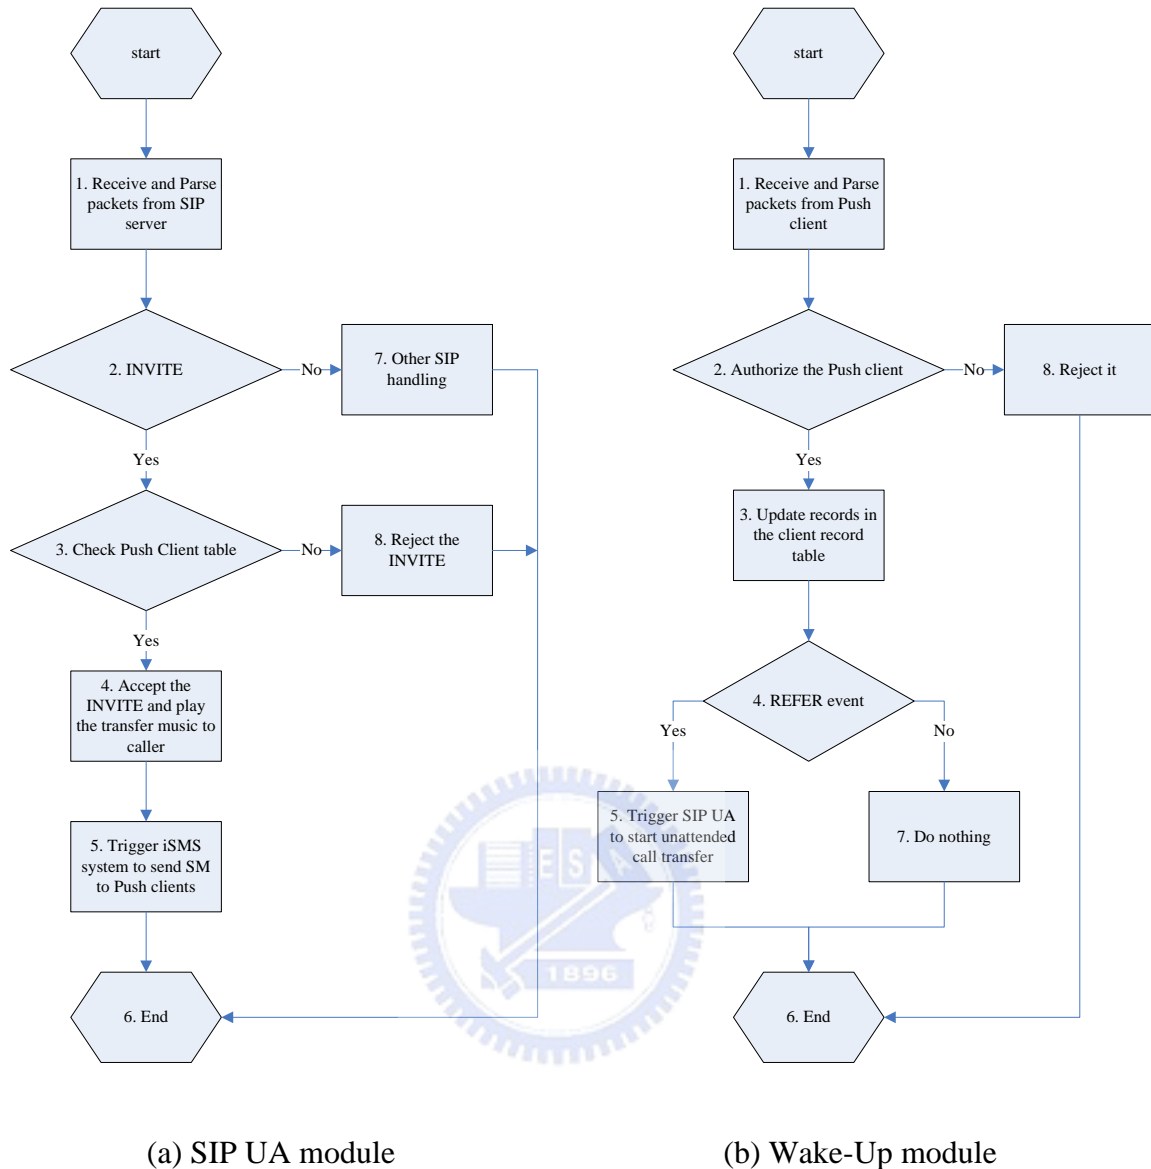 start
1. Receive and Parse
packets from SIP
server
2. INVITE
No
7. Other SIP
handling
Yes
3. Check Push Client table
No
8. Reject the
INVITE
Yes
4. Accept the
INVITE and play
the transfer music to
caller
5. Trigger iSMS
system to send SM
to Push clients
6. End
(a) SIP UA module
start
1. Receive and Parse
packets from Push
client
2. Authorize the Push client
No
8. Reject it
Yes
3. Update records in
the client record
table
4. REFER event
Yes
No
5. Trigger SIP UA
to start unattended
call transfer
7. Do nothing
6. End
(b) Wake-Up module
E S A
1896